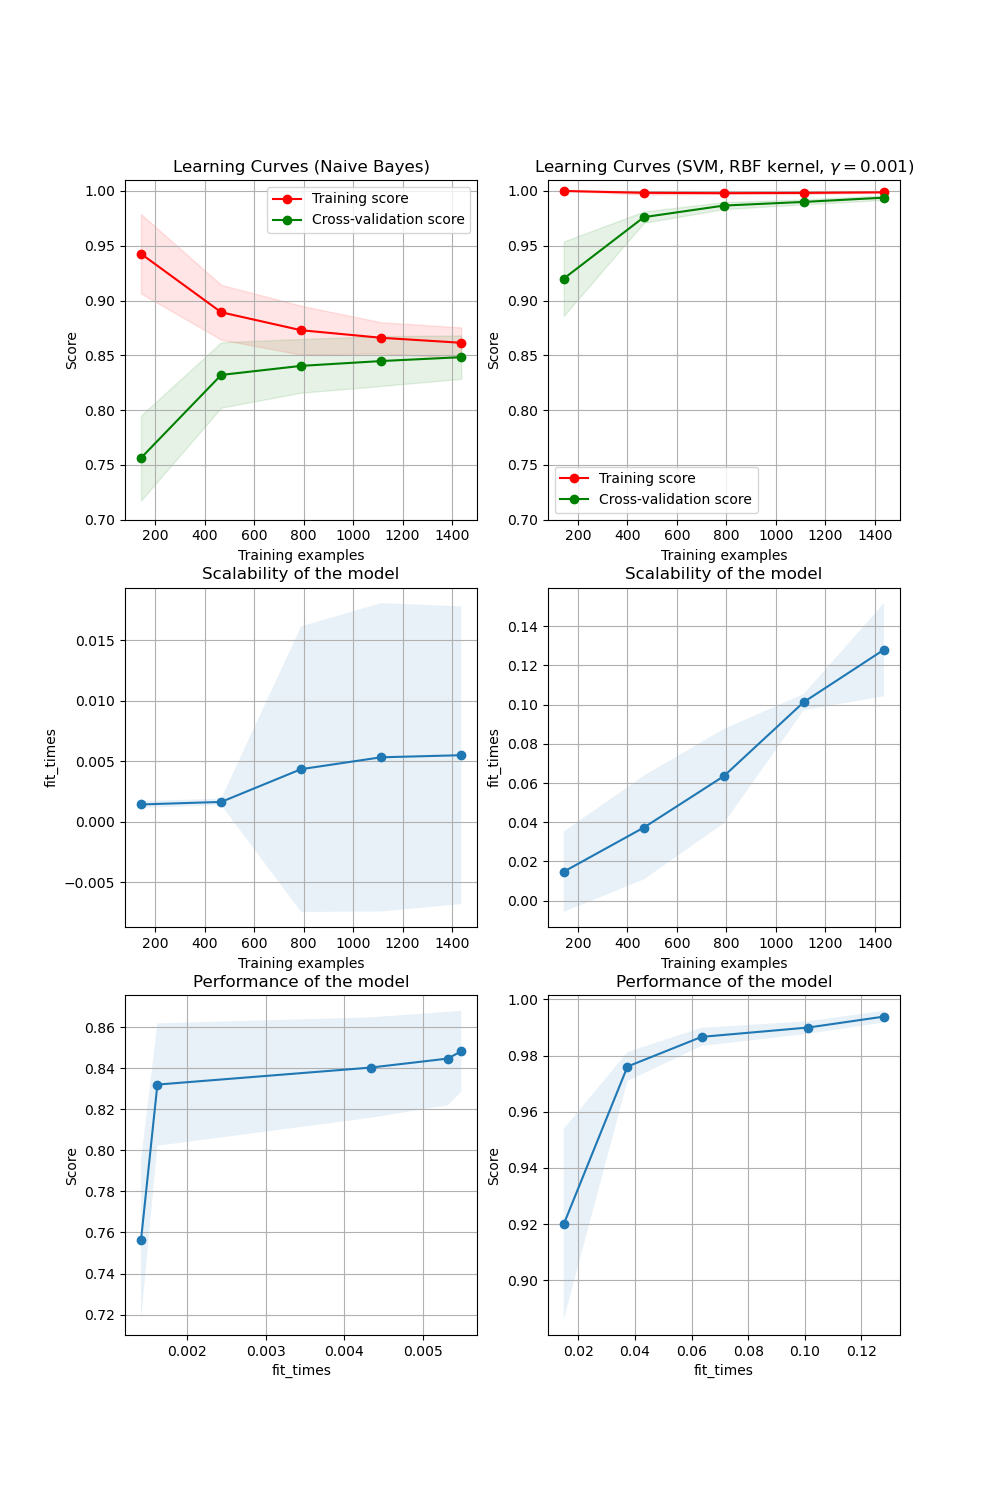 Learning Curves (Naive Bayes)
1.00
0.95
0.90
0.85
0.80
0.75
0.70
Score
Training score
Cross-validation score
200 400 600 800 1000 1200 1400
Training examples
Learning Curves (SVM, RBF kernel, γ = 0.001)
1.00
0.95
0.90
0.85
0.80
0.75
0.70
Score
Training score
Cross-validation score
200 400 600 800 1000 1200 1400
Training examples
Scalability of the model
0.015
0.010
0.005
0.000
−0.005
fit_times
200 400 600 800 1000 1200 1400
Training examples
Scalability of the model
0.14
0.12
0.10
0.08
0.06
0.04
0.02
0.00
fit_times
200 400 600 800 1000 1200 1400
Training examples
Performance of the model
0.86
0.84
0.82
0.80
0.78
0.76
0.74
0.72
Score
0.002 0.003 0.004 0.005
fit_times
Performance of the model
1.00
0.98
0.96
0.94
0.92
0.90
Score
0.02 0.04 0.06 0.08 0.10 0.12
fit_times